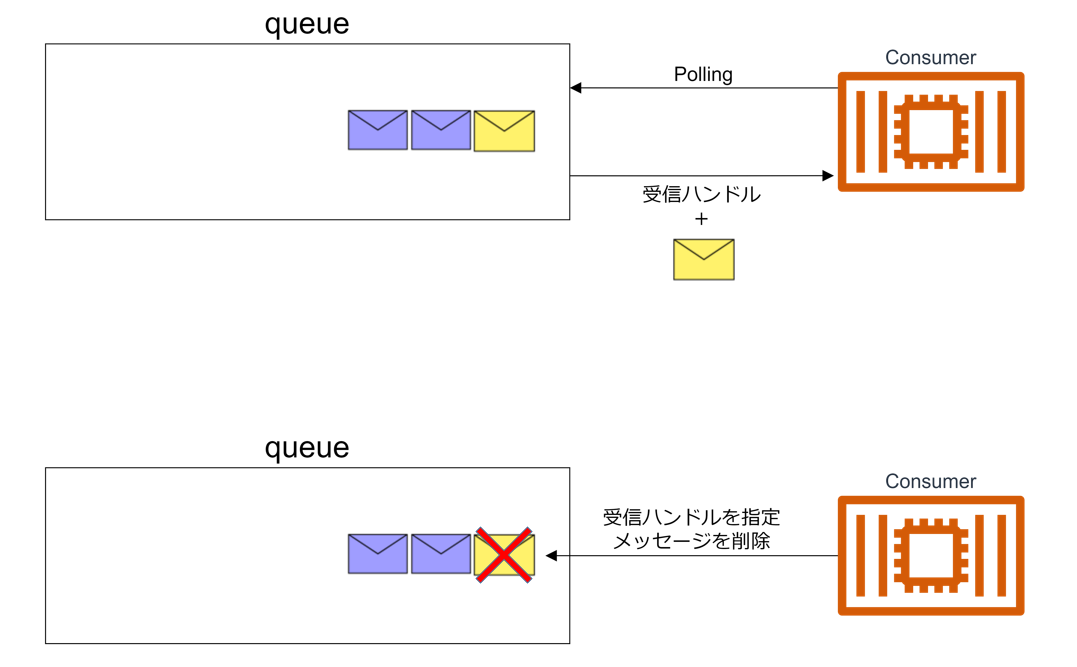 queue
Consumer
Polling
受信ハンドル
+
queue
Consumer
受信ハンドルを指定
メッセージを削除